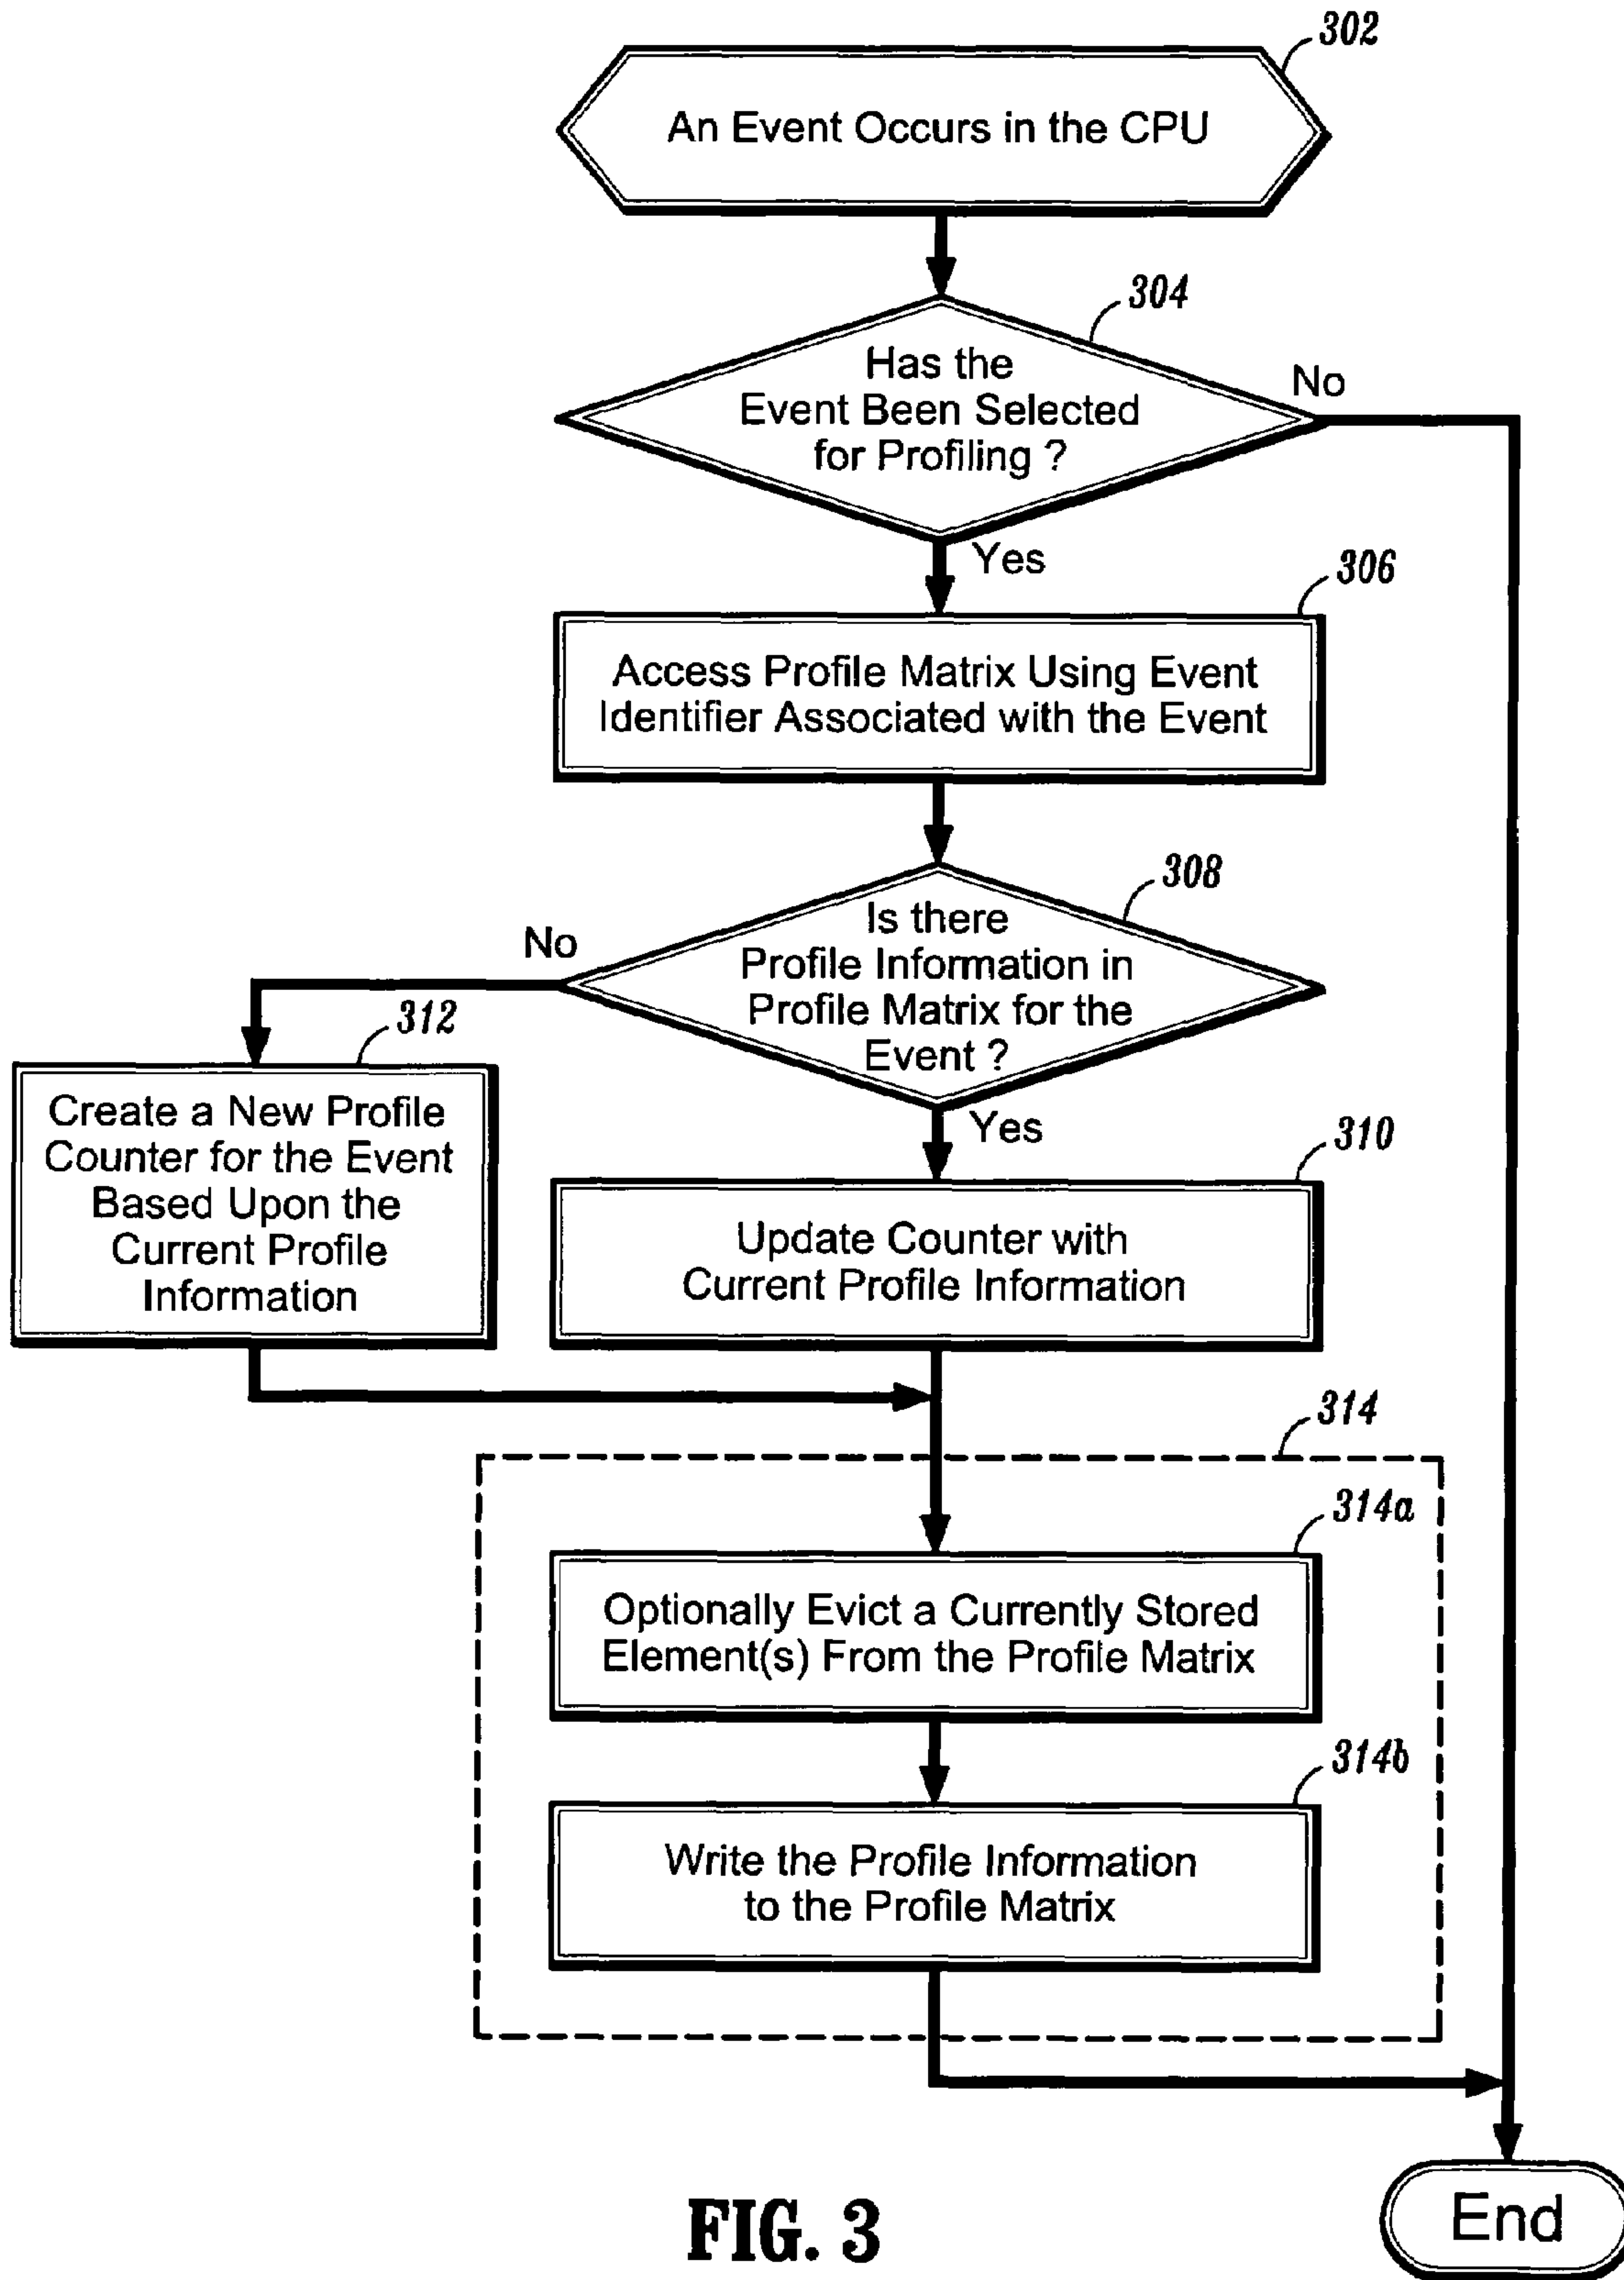 302
An Event Occurs in the CPU
304
Has the
Event Been Selected
for Profiling ?
No
Yes
306
Access Profile Matrix Using Event
Identifier Associated with the Event
308
Is there
Profile Information in
Profile Matrix for the
Event ?
No
Yes
312
Create a New Profile
Counter for the Event
Based Upon the
Current Profile
Information
310
Update Counter with
Current Profile Information
314
314a
Optionally Evict a Currently Stored
Element(s) From the Profile Matrix
314b
Write the Profile Information
to the Profile Matrix
End
FIG. 3